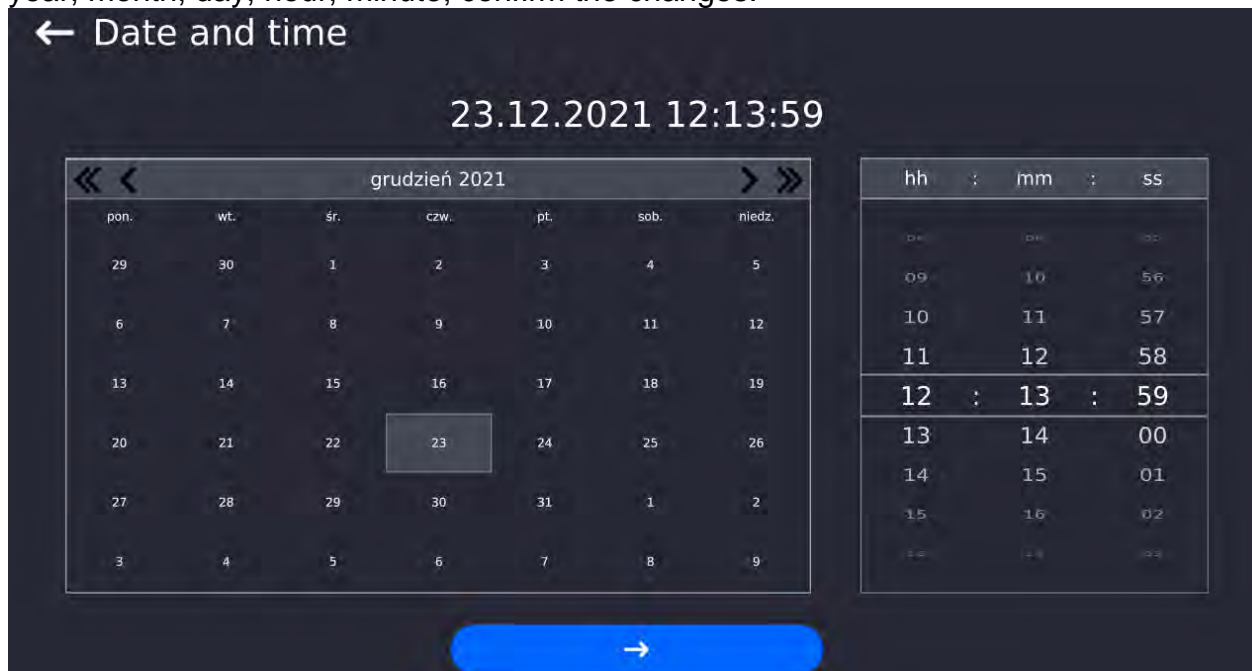 year, month, day, hour, minute, confirm the changes.
← Date and time
23.12.2021 12:13:59
« ‹ grudzień 2021 › »
pon. wt. śr. czw. pt. sob. niedz.
29 30 1 2 3 4 5
6 7 8 9 10 11 12
13 14 15 16 17 18 19
20 21 22 23 24 25 26
27 28 29 30 31 1 2
3 4 5 6 7 8 9
hh : mm : ss
09 10 56
10 11 57
11 12 58
12 : 13 : 59
13 14 00
14 15 01
15 16 02
→